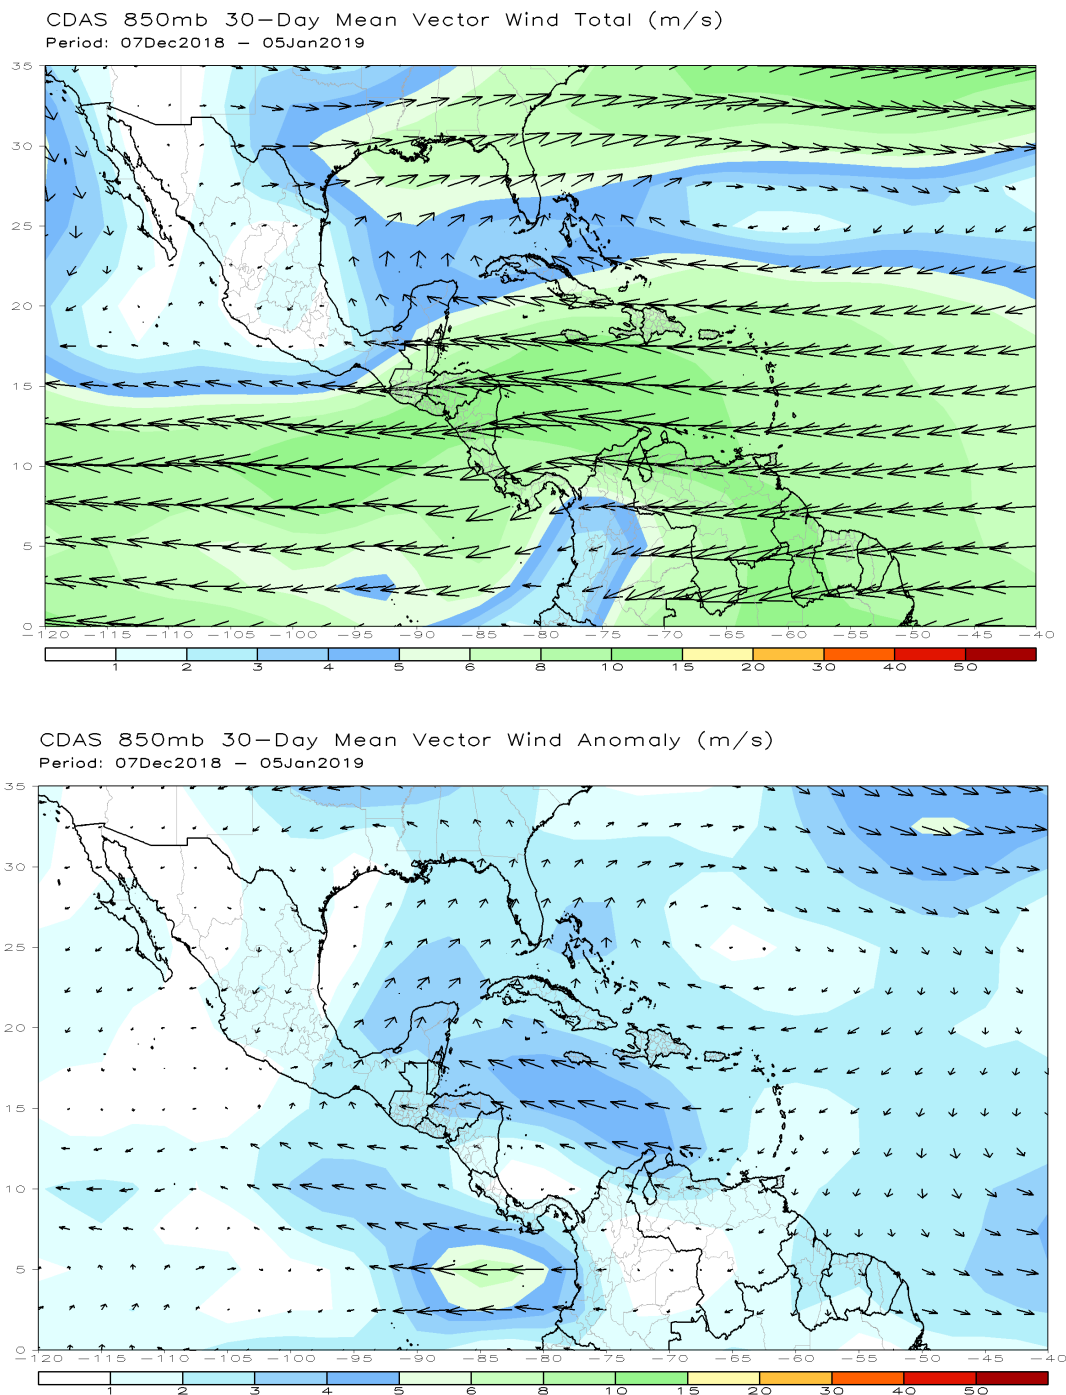 CDAS 850mb 30-Day Mean Vector Wind Total (m/s)
Period: 07Dec2018 - 05Jan2019
35
30
25
20
15
10
5
0
-120 -115 -110 -105 -100 -95 -90 -85 -80 -75 -70 -65 -60 -55 -50 -45 -40
1 2 3 4 5 6 8 10 15 20 30 40 50
CDAS 850mb 30-Day Mean Vector Wind Anomaly (m/s)
Period: 07Dec2018 - 05Jan2019
35
30
25
20
15
10
5
0
-120 -115 -110 -105 -100 -95 -90 -85 -80 -75 -70 -65 -60 -55 -50 -45 -40
1 2 3 4 5 6 8 10 15 20 30 40 50